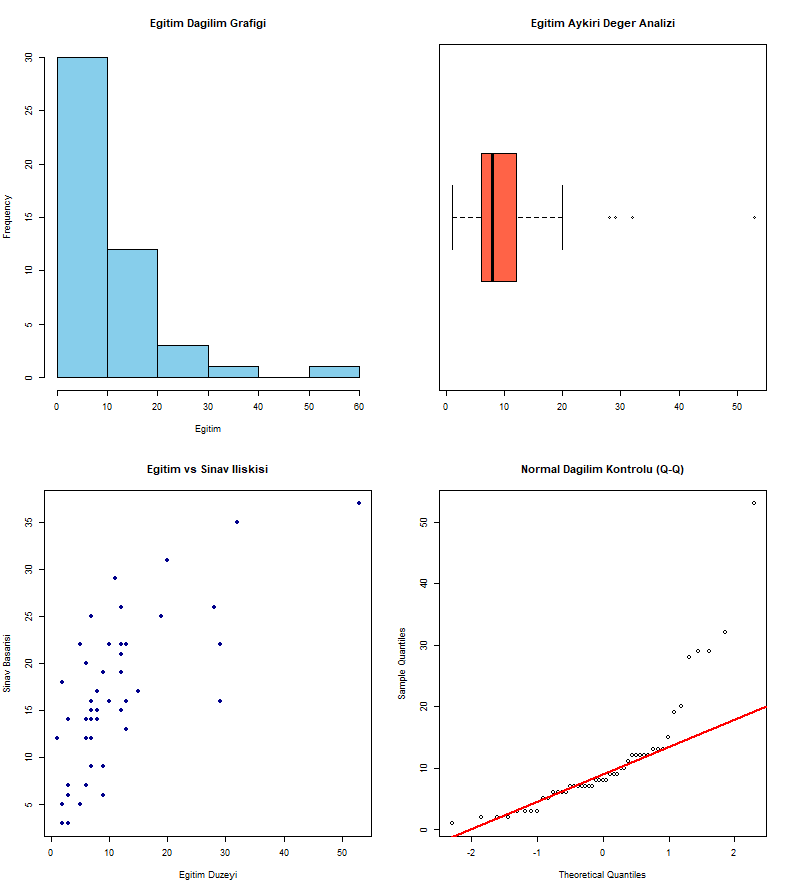 Egitim Dagilim Grafigi
Frequency
0 5 10 15 20 25 30
0 10 20 30 40 50 60
Egitim
Egitim Aykiri Deger Analizi
0 10 20 30 40 50
Egitim vs Sinav Iliskisi
Sinav Basarisi
5 10 15 20 25 30 35
0 10 20 30 40 50
Egitim Duzeyi
Normal Dagilim Kontrolu (Q-Q)
Sample Quantiles
0 10 20 30 40 50
-2 -1 0 1 2
Theoretical Quantiles